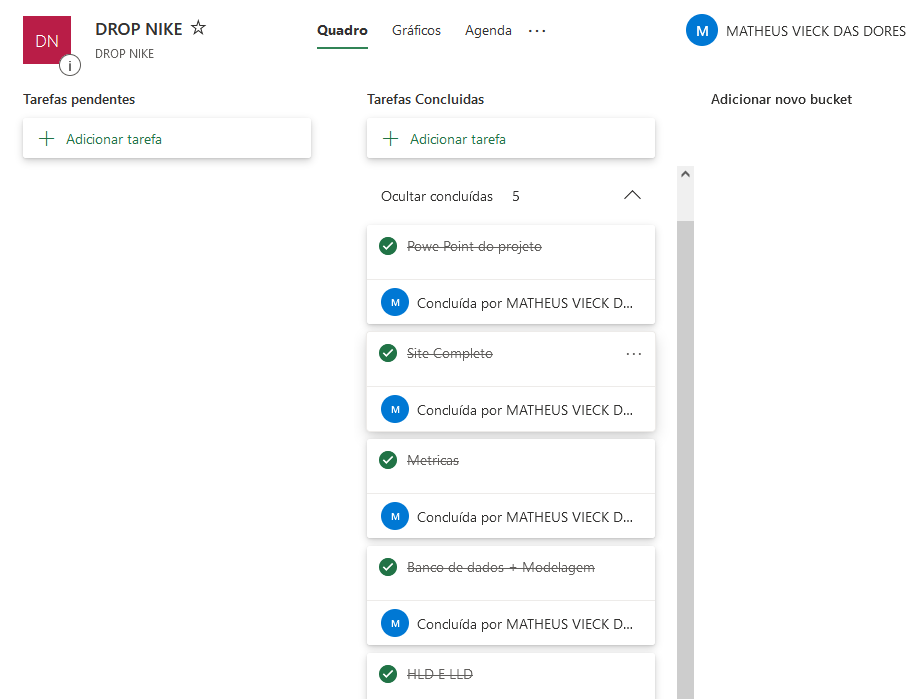 DN
i
DROP NIKE
DROP NIKE
Quadro
Gráficos
Agenda
M
MATHEUS VIECK DAS DORES
Tarefas pendentes
Adicionar tarefa
Tarefas Concluidas
Adicionar tarefa
Ocultar concluídas 5
Powe Point do projeto
M
Concluída por MATHEUS VIECK D...
Site Completo
M
Concluída por MATHEUS VIECK D...
Metricas
M
Concluída por MATHEUS VIECK D...
Banco de dados + Modelagem
M
Concluída por MATHEUS VIECK D...
HLD E LLD
Adicionar novo bucket